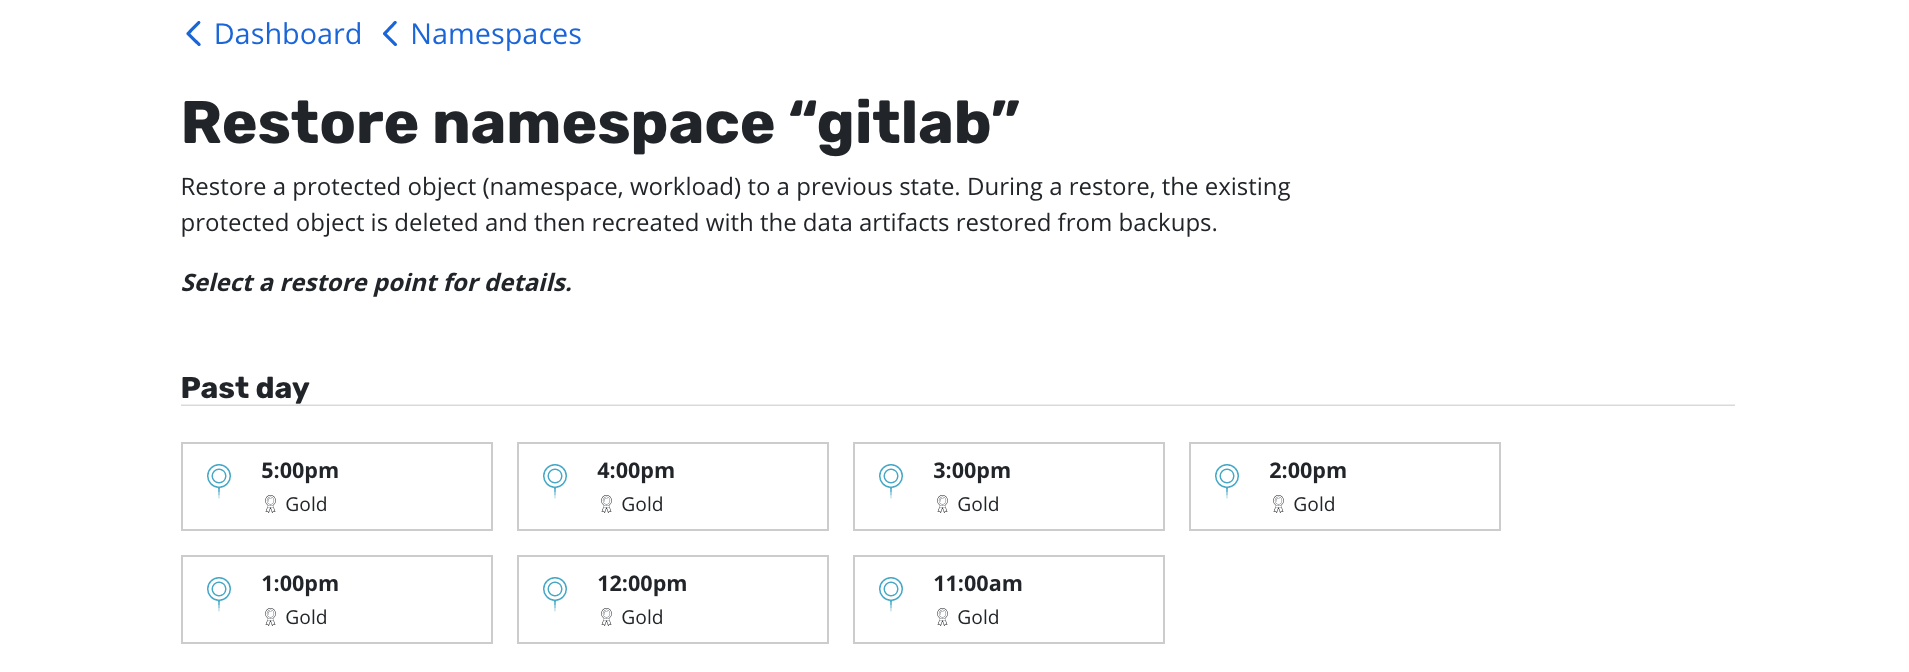 Dashboard Namespaces
Restore namespace “gitlab”
Restore a protected object (namespace, workload) to a previous state. During a restore, the existing
protected object is deleted and then recreated with the data artifacts restored from backups.
Select a restore point for details.
Past day
5:00pm
Gold
4:00pm
Gold
3:00pm
Gold
2:00pm
Gold
1:00pm
Gold
12:00pm
Gold
11:00am
Gold